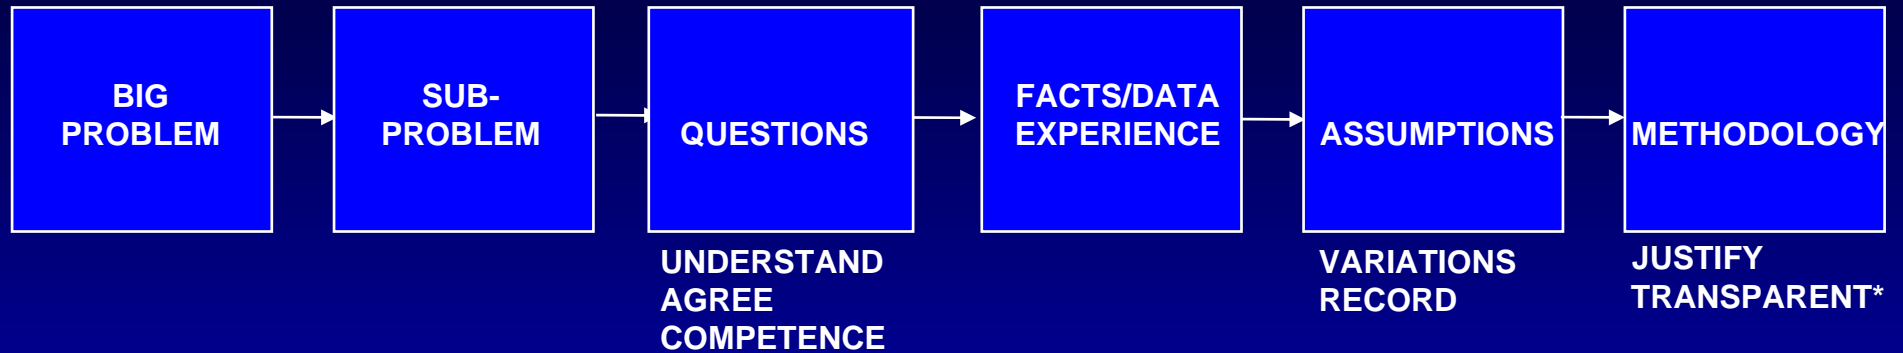 BIG
PROBLEM
SUB-
PROBLEM
QUESTIONS
FACTS/DATA
EXPERIENCE
ASSUMPTIONS
METHODOLOGY
UNDERSTAND
AGREE
COMPETENCE
VARIATIONS
RECORD
JUSTIFY
TRANSPARENT*